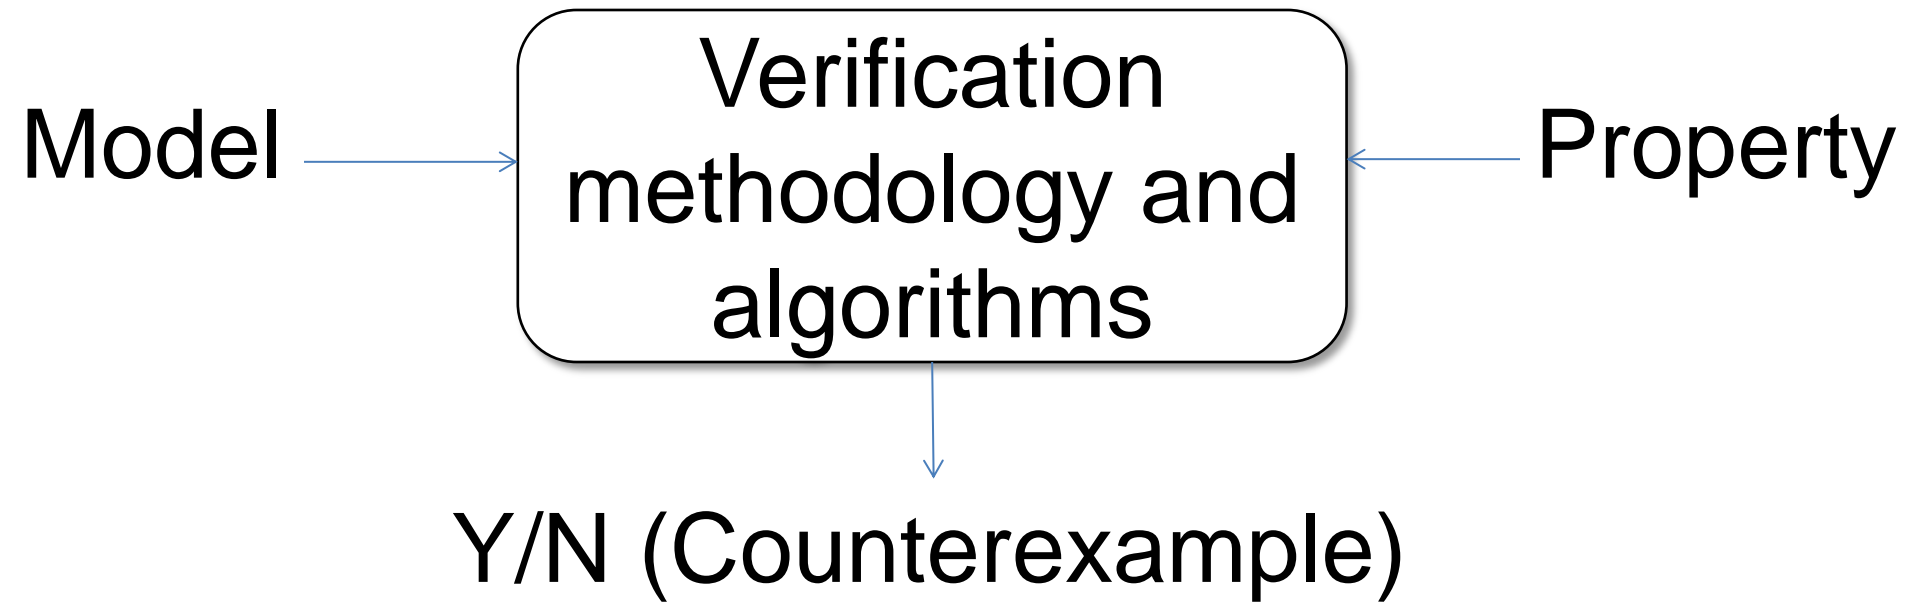 Model
Verification
methodology and
algorithms
Property
Y/N (Counterexample)